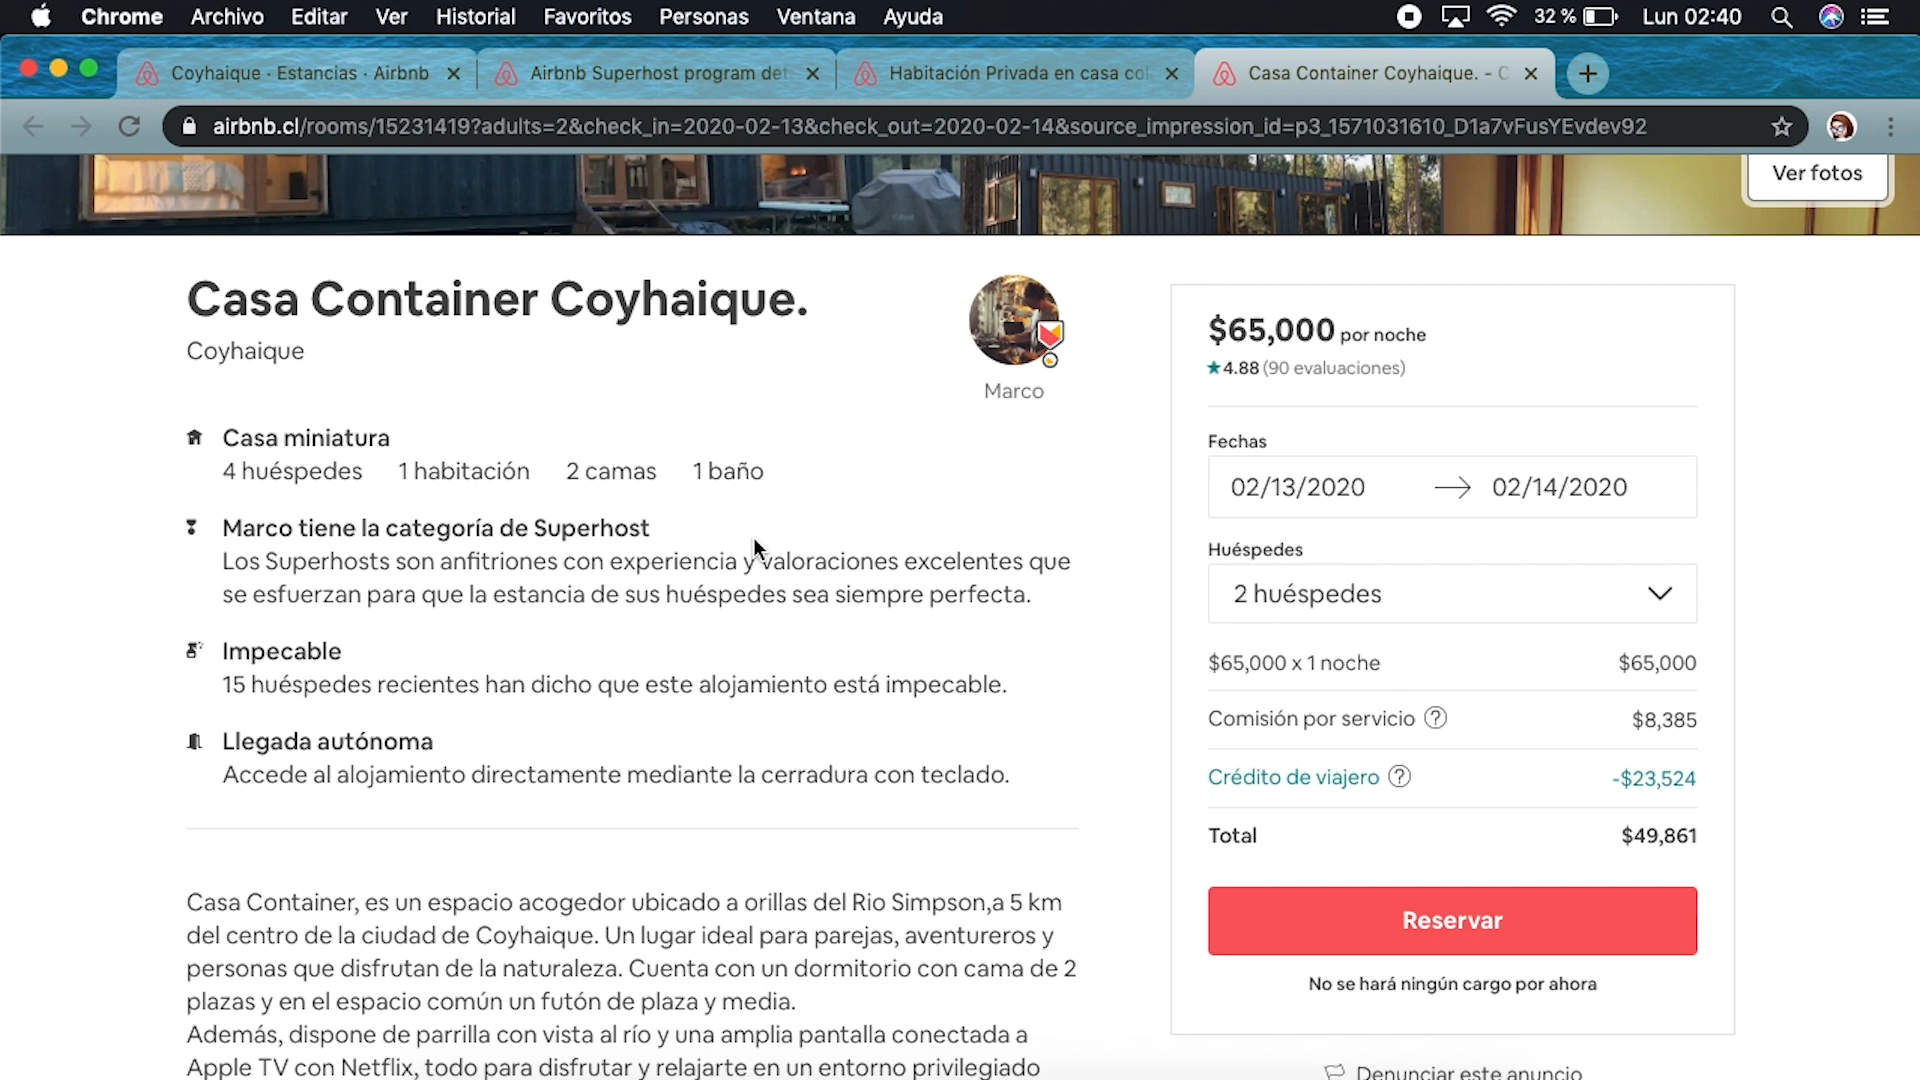 Chrome Archivo Editar Ver Historial Favoritos Personas Ventana Ayuda 32 % Lun 02:40
Coyhaique · Estancias · Airbnb
Airbnb Superhost program det
Habitación Privada en casa col
Casa Container Coyhaique. - C
airbnb.cl/rooms/15231419?adults=2&check_in=2020-02-13&check_out=2020-02-14&source_impression_id=p3_1571031610_D1a7vFusYEvdev92
Ver fotos
Casa Container Coyhaique.
Coyhaique
Marco
Casa miniatura
4 huéspedes 1 habitación 2 camas 1 baño
Marco tiene la categoría de Superhost
Los Superhosts son anfitriones con experiencia y valoraciones excelentes que
se esfuerzan para que la estancia de sus huéspedes sea siempre perfecta.
Impecable
15 huéspedes recientes han dicho que este alojamiento está impecable.
Llegada autónoma
Accede al alojamiento directamente mediante la cerradura con teclado.
Casa Container, es un espacio acogedor ubicado a orillas del Rio Simpson,a 5 km
del centro de la ciudad de Coyhaique. Un lugar ideal para parejas, aventureros y
personas que disfrutan de la naturaleza. Cuenta con un dormitorio con cama de 2
plazas y en el espacio común un futón de plaza y media.
Además, dispone de parrilla con vista al río y una amplia pantalla conectada a
Apple TV con Netflix, todo para disfrutar y relajarte en un entorno privilegiado
$65,000 por noche
4.88 (90 evaluaciones)
Fechas
02/13/2020 → 02/14/2020
Huéspedes
2 huéspedes
$65,000 x 1 noche $65,000
Comisión por servicio ? $8,385
Crédito de viajero ? -$23,524
Total $49,861
Reservar
No se hará ningún cargo por ahora
Denunciar este anuncio